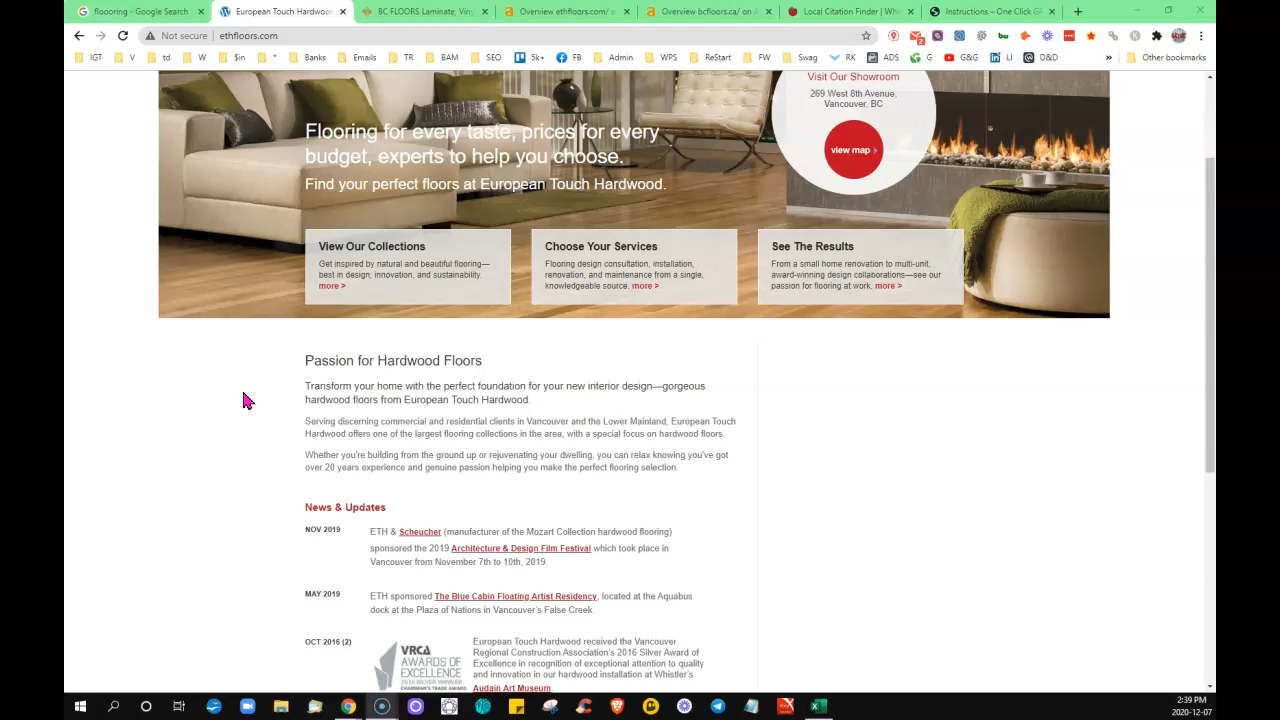 floooring - Google Search
European Touch Hardwood
BC FLOORS Laminate, Viny
Overview ethfloors.com/ o
Overview bcfloors.ca/ on A
Local Citation Finder | Whi
Instructions – One Click G
Not secure | ethfloors.com
2
IGT V td W $in * Banks Emails TR BAM SEO 5k+ FB Admin WPS ReStart FW Swag RK ADS G G&G LI D&D » Other bookmarks
Visit Our Showroom
269 West 8th Avenue,
Vancouver, BC
view map
Flooring for every taste, prices for every
budget, experts to help you choose.
Find your perfect floors at European Touch Hardwood.
View Our Collections
Get inspired by natural and beautiful flooring—
best in design, innovation, and sustainability.
more >
Choose Your Services
Flooring design consultation, installation,
renovation, and maintenance from a single,
knowledgeable source. more >
See The Results
From a small home renovation to multi-unit,
award-winning design collaborations—see our
passion for flooring at work. more >
Passion for Hardwood Floors
Transform your home with the perfect foundation for your new interior design—gorgeous
hardwood floors from European Touch Hardwood
Serving discerning commercial and residential clients in Vancouver and the Lower Mainland, European Touch
Hardwood offers one of the largest flooring collections in the area, with a special focus on hardwood floors.
Whether you're building from the ground up or rejuvenating your dwelling, you can relax knowing you've got
over 20 years experience and genuine passion helping you make the perfect flooring selection.
News & Updates
NOV 2019
ETH & Scheucher (manufacturer of the Mozart Collection hardwood flooring)
sponsored the 2019 Architecture & Design Film Festival which took place in
Vancouver from November 7th to 10th, 2019.
MAY 2019
ETH sponsored The Blue Cabin Floating Artist Residency, located at the Aquabus
dock at the Plaza of Nations in Vancouver's False Creek.
OCT 2016 (2)
VRCA
AWARDS OF
EXCELLENCE
2016 SILVER WINNER
CHAIRMAN'S TRADE AWARD
European Touch Hardwood received the Vancouver
Regional Construction Association's 2016 Silver Award of
Excellence in recognition of exceptional attention to quality
and innovation in our hardwood installation at Whistler's
Audain Art Museum.
2:39 PM
2020-12-07